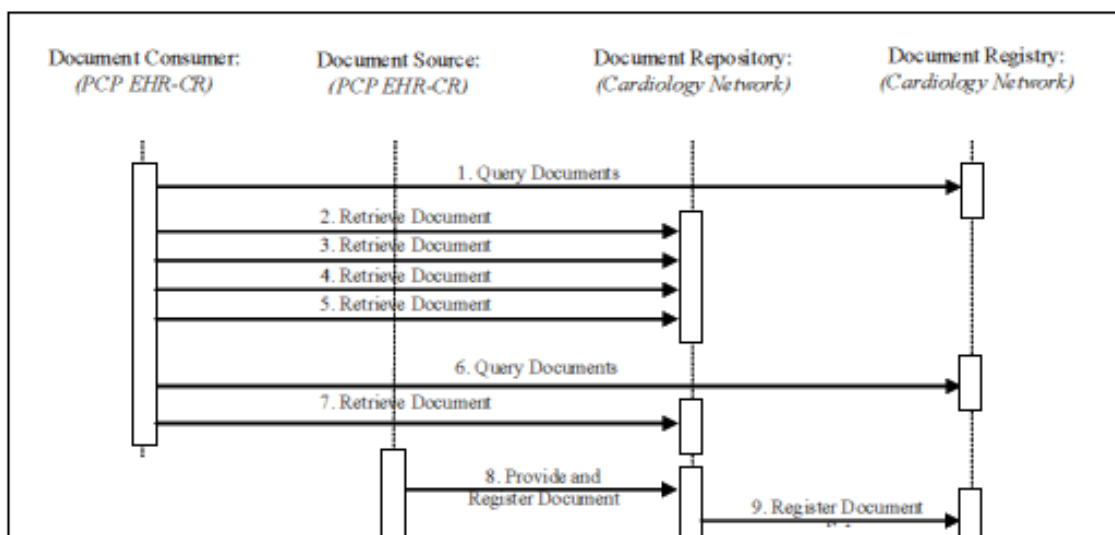 Document Consumer: Document Source: Document Repository: Document Registry:
(PCP EHR-CR) (PCP EHR-CR) (Cardiology Network) (Cardiology Network)
1. Query Documents
2. Retrieve Document
3. Retrieve Document
4. Retrieve Document
5. Retrieve Document
6. Query Documents
7. Retrieve Document
8. Provide and
Register Document
9. Register Document